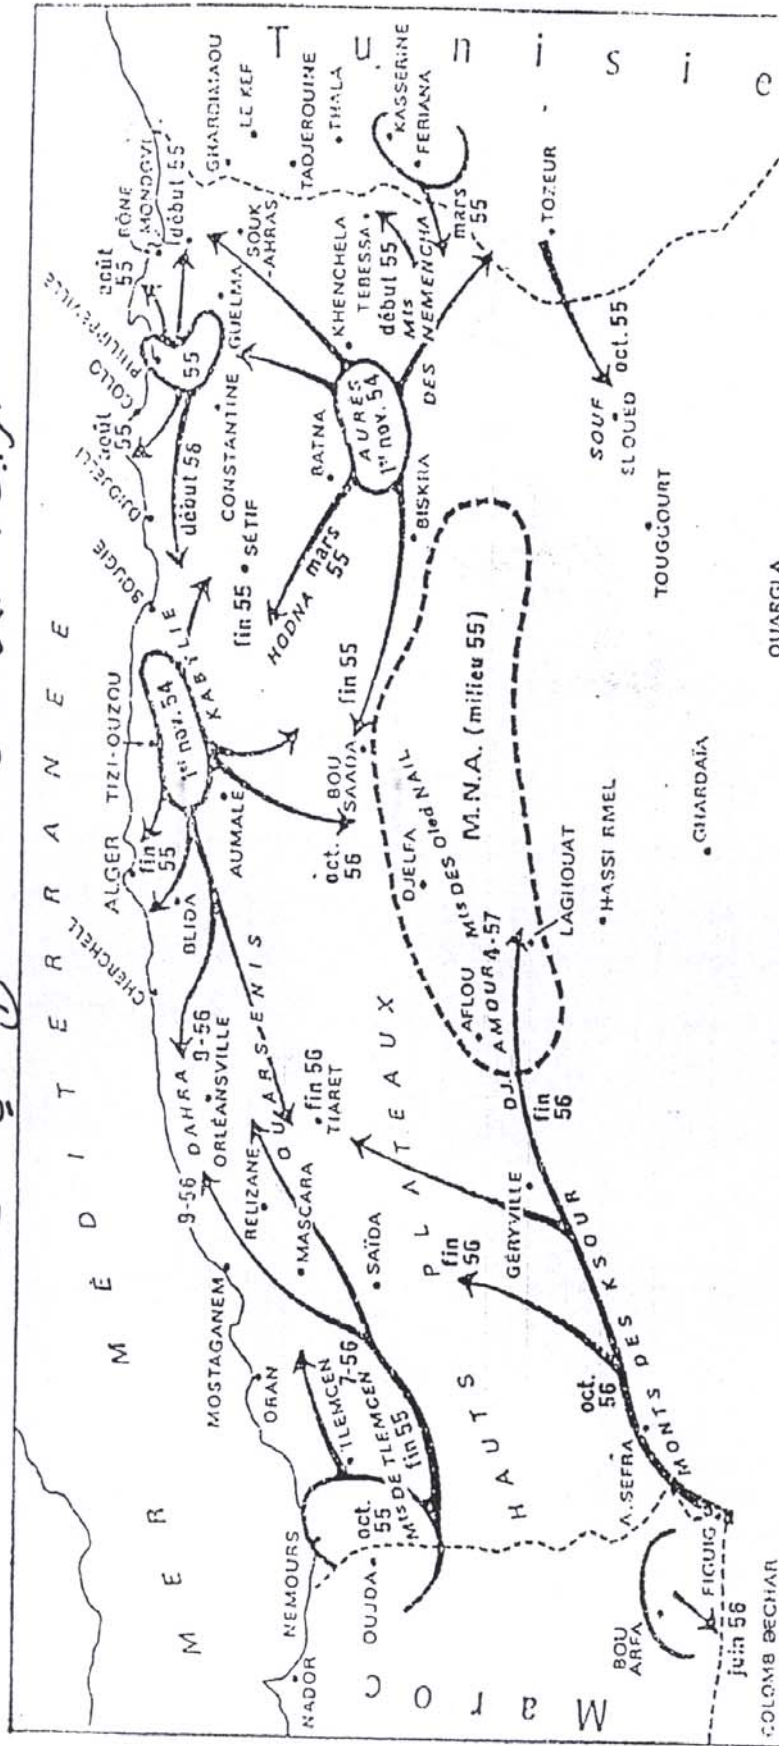 MER MÉDITERRANÉE
Tunisie
Maroc
NADOR
NEMOURS
OUJDA
oct. 55
TLEMCEN
7-56
Mts DE TLEMCEN
fin 55
ORAN
MOSTAGANEM
9-56
DAHRA
9-56
ORLÉANSVILLE
RELIZANE
MASCARA
SAÏDA
OUARSENIS
fin 56
TIARET
HAUTS PLATEAUX
fin 56
GÉRYVILLE
oct. 56
MONTS DES KSOUR
A.SEFRA
BOU ARFA
FIGUIG
juin 56
COLOMB BECHAR
CHERCHELL
ALGER
fin 55
BLIDA
TIZI-OUZOU
1er nov. 54
KABYLIE
AUMALE
oct. 56
BOU SAADA
fin 55
DJELFA
Mts DES Oled NAIL
M.N.A. (milieu 55)
AFLOU
DJ. AMOUR
4-57
fin 56
LAGHOUAT
HASSI RMEL
GHARDAÏA
OUARGLA
TOUGGOURT
BOUGIE
DJIDJELLI
COLLO
PHILIPPEVILLE
BÔNE
MONDOVI
août 55
août 55
début 55
55
début 56
fin 55
SÉTIF
CONSTANTINE
GUELMA
SOUK-AHRAS
HODNA
mars 55
BATNA
AURÈS
1er nov. 54
KHENCHELA
TEBESSA
début 55
Mts DES NEMENCHA
mars 55
BISKRA
GHARDIMAOU
LE KEF
TADJEROUINE
THALA
KASSERINE
FERIANA
TOZEUR
oct. 55
SOUF
EL OUED